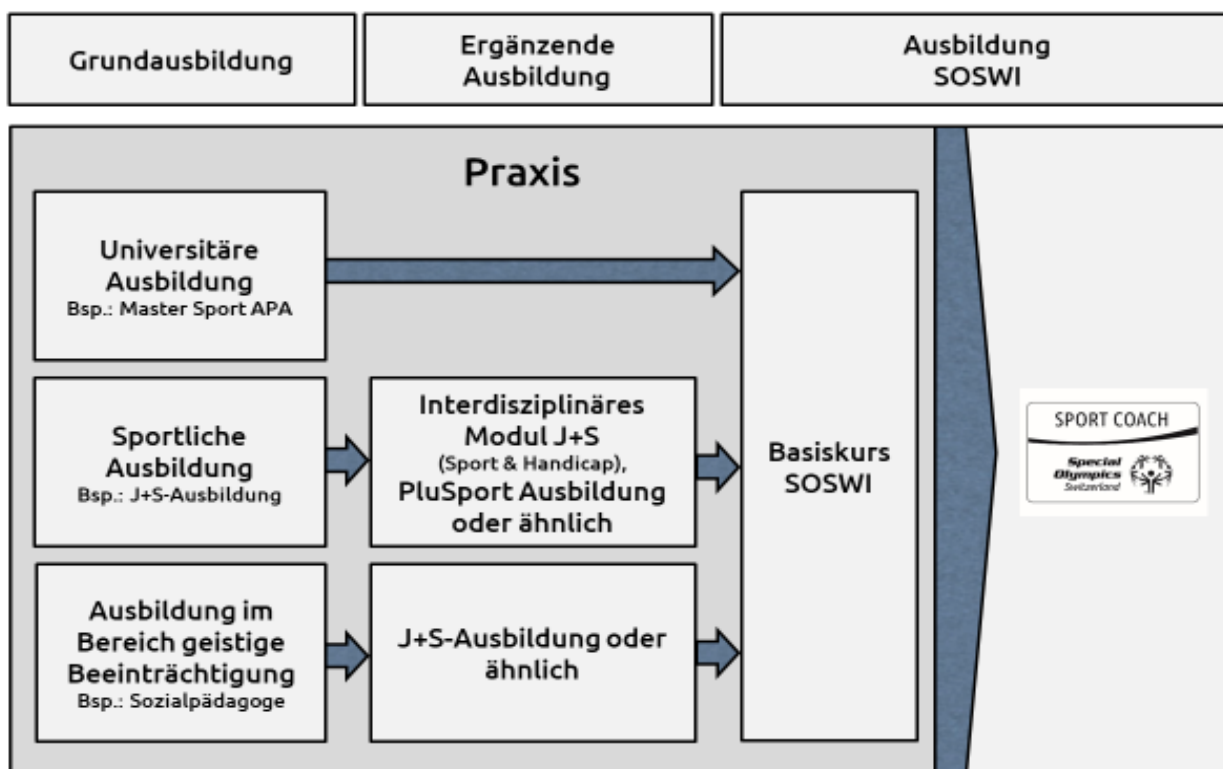 Grundausbildung
Ergänzende
Ausbildung
Ausbildung
SOSWI
Praxis
Universitäre
Ausbildung
Bsp.: Master Sport APA
Sportliche
Ausbildung
Bsp.: J+S-Ausbildung
Interdisziplinäres
Modul J+S
(Sport & Handicap),
PluSport Ausbildung
oder ähnlich
Ausbildung im
Bereich geistige
Beeinträchtigung
Bsp.: Sozialpädagoge
J+S-Ausbildung oder
ähnlich
Basiskurs
SOSWI
SPORT COACH
Special
Olympics
Switzerland